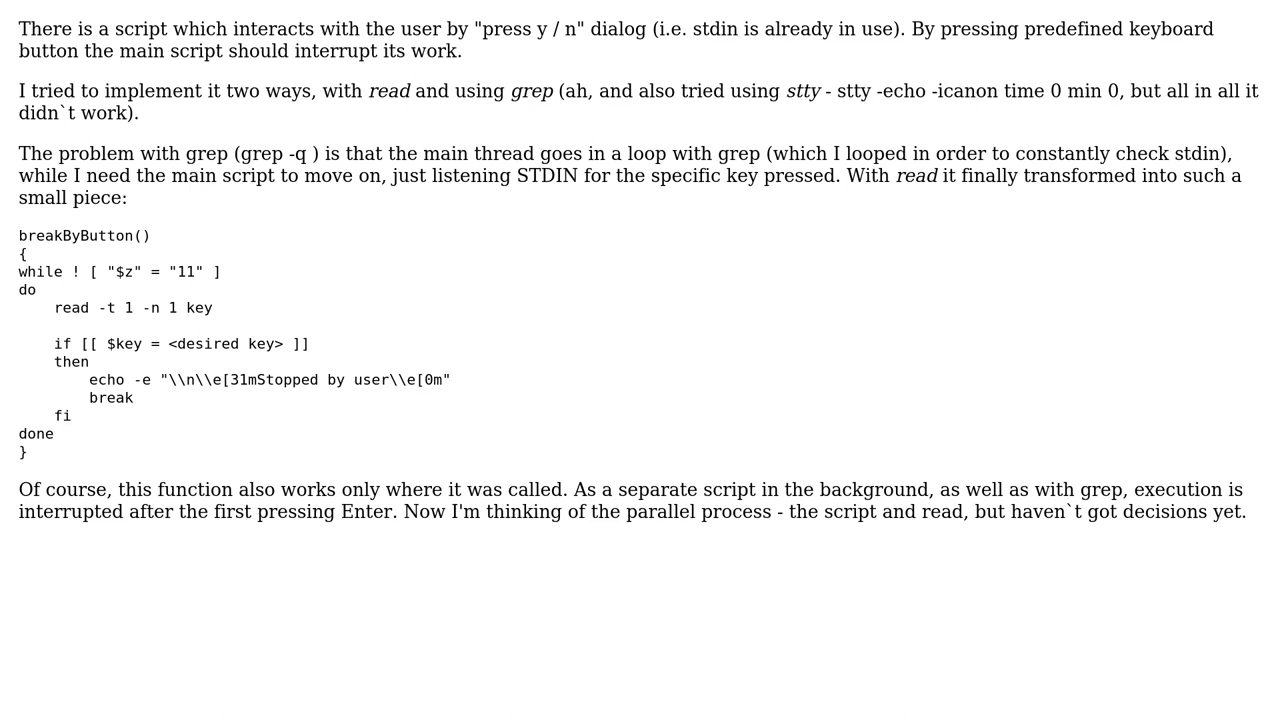 There is a script which interacts with the user by "press y / n" dialog (i.e. stdin is already in use). By pressing predefined keyboard
button the main script should interrupt its work.
I tried to implement it two ways, with read and using grep (ah, and also tried using stty - stty -echo -icanon time 0 min 0, but all in all it
didn`t work).
The problem with grep (grep -q ) is that the main thread goes in a loop with grep (which I looped in order to constantly check stdin),
while I need the main script to move on, just listening STDIN for the specific key pressed. With read it finally transformed into such a
small piece:
breakByButton()
{
while ! [ "$z" = "11" ]
do
    read -t 1 -n 1 key
    if [[ $key = <desired key> ]]
    then
        echo -e "\\n\\e[31mStopped by user\\e[0m"
        break
    fi
done
}
Of course, this function also works only where it was called. As a separate script in the background, as well as with grep, execution is
interrupted after the first pressing Enter. Now I'm thinking of the parallel process - the script and read, but haven`t got decisions yet.